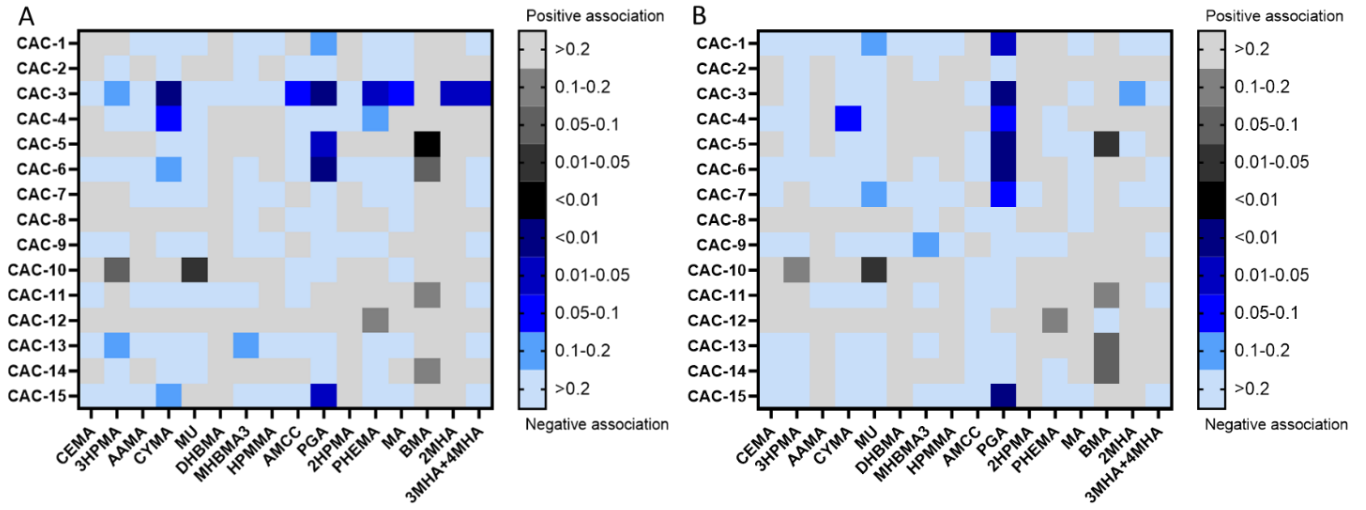 A
Positive association
CAC-1
CAC-2
CAC-3
CAC-4
CAC-5
CAC-6
CAC-7
CAC-8
CAC-9
CAC-10
CAC-11
CAC-12
CAC-13
CAC-14
CAC-15
CEMA
3HPMA
AAMA
CYMA
MU
DHBMA
MHBMA3
HPMMA
AMCC
PGA
2HPMA
PHEMA
MA
BMA
2MHA
3MHA+4MHA
>0.2
0.1-0.2
0.05-0.1
0.01-0.05
<0.01
<0.01
0.01-0.05
0.05-0.1
0.1-0.2
>0.2
Negative association
B
Positive association
CAC-1
CAC-2
CAC-3
CAC-4
CAC-5
CAC-6
CAC-7
CAC-8
CAC-9
CAC-10
CAC-11
CAC-12
CAC-13
CAC-14
CAC-15
CEMA
3HPMA
AAMA
CYMA
MU
DHBMA
MHBMA3
HPMMA
AMCC
PGA
2HPMA
PHEMA
MA
BMA
2MHA
3MHA+4MHA
>0.2
0.1-0.2
0.05-0.1
0.01-0.05
<0.01
<0.01
0.01-0.05
0.05-0.1
0.1-0.2
>0.2
Negative association